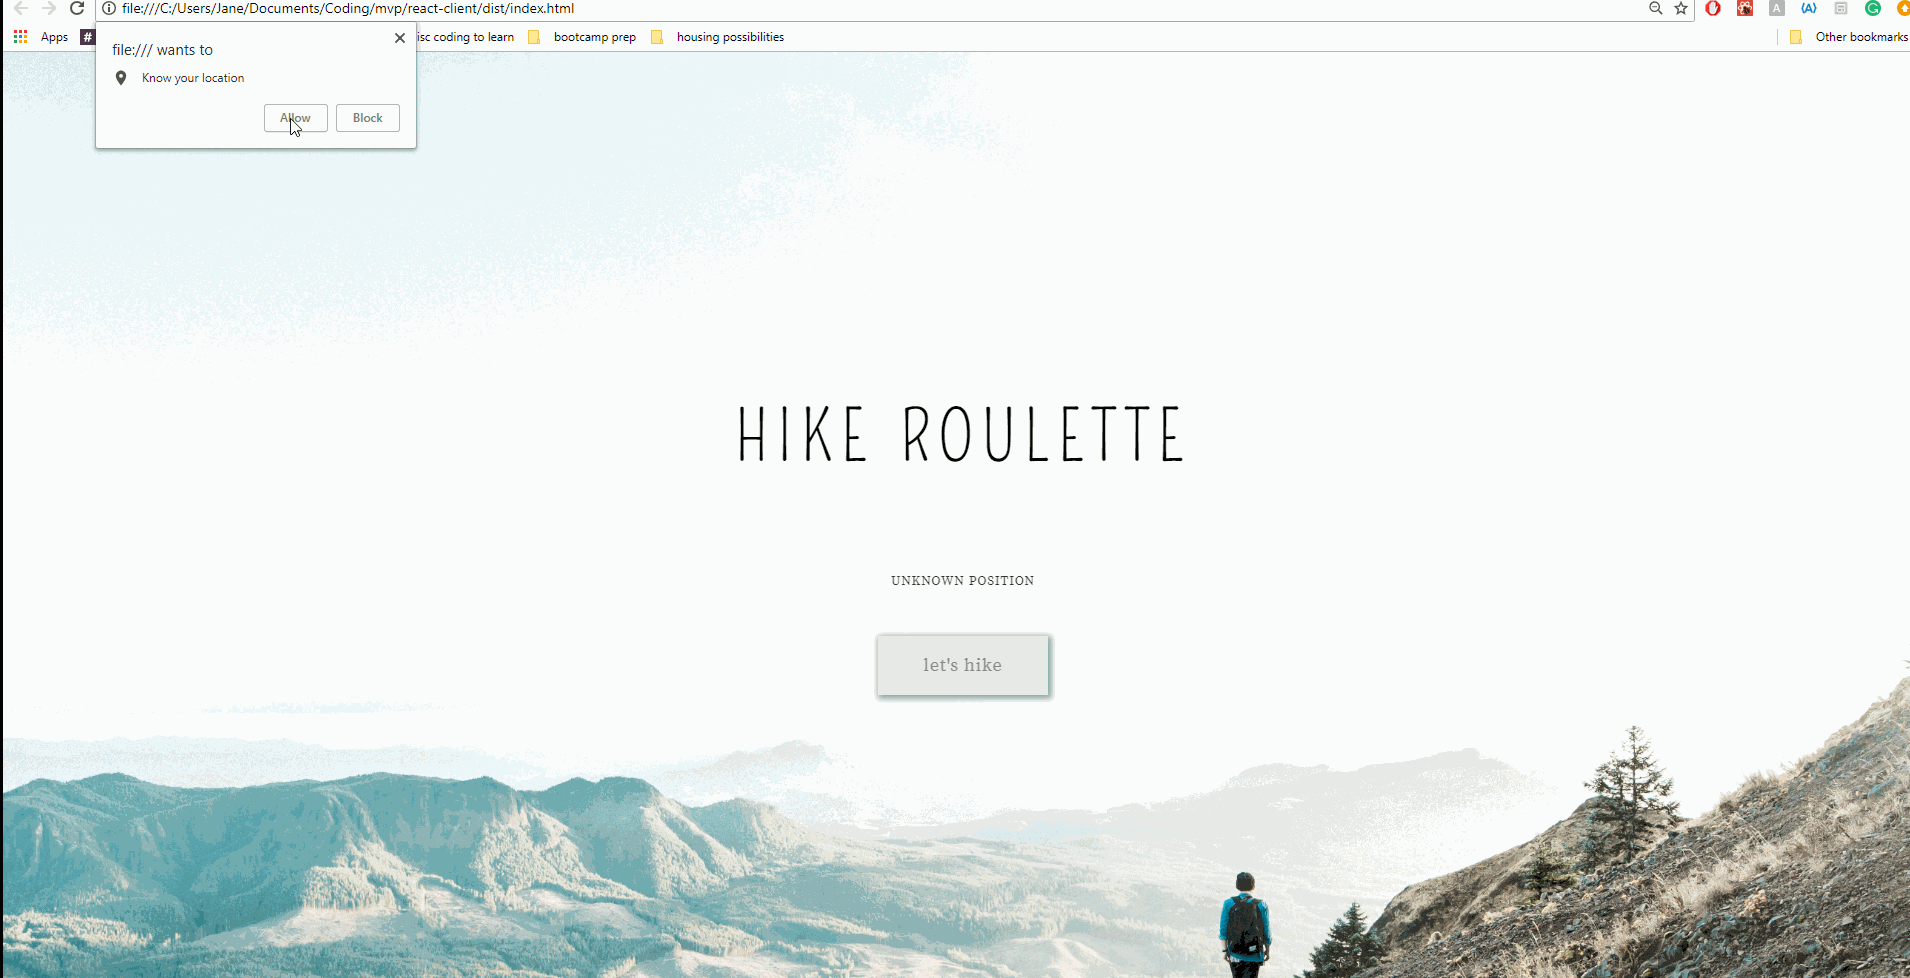 file:///C:/Users/Jane/Documents/Coding/mvp/react-client/dist/index.html
Apps
isc coding to learn
bootcamp prep
housing possibilities
Other bookmarks
file:/// wants to
Know your location
Allow
Block
HIKE ROULETTE
UNKNOWN POSITION
let's hike